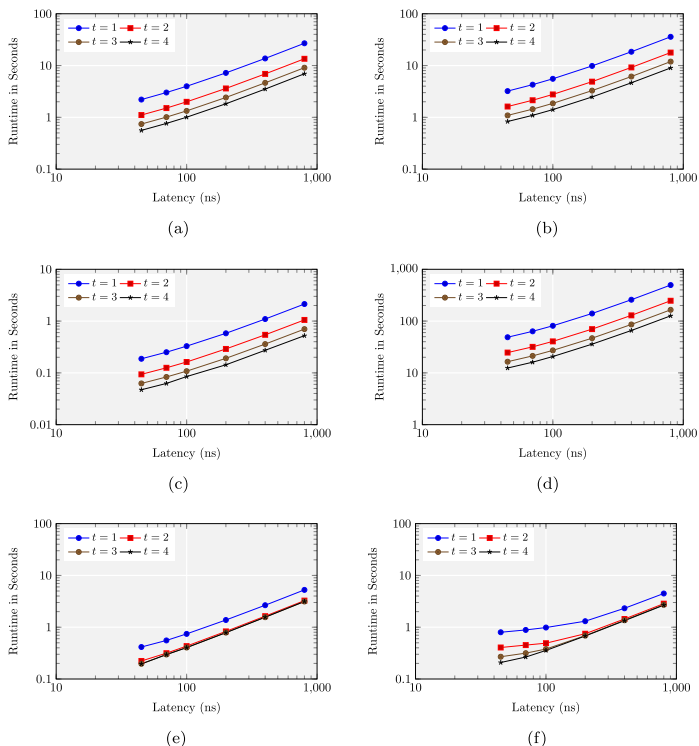 100
10
1
0.1
10
100
1,000
Runtime in Seconds
Latency (ns)
t = 1
t = 2
t = 3
t = 4
(a)
100
10
1
0.1
10
100
1,000
Runtime in Seconds
Latency (ns)
t = 1
t = 2
t = 3
t = 4
(b)
10
1
0.1
0.01
10
100
1,000
Runtime in Seconds
Latency (ns)
t = 1
t = 2
t = 3
t = 4
(c)
1,000
100
10
1
10
100
1,000
Runtime in Seconds
Latency (ns)
t = 1
t = 2
t = 3
t = 4
(d)
100
10
1
0.1
10
100
1,000
Runtime in Seconds
Latency (ns)
t = 1
t = 2
t = 3
t = 4
(e)
100
10
1
0.1
10
100
1,000
Runtime in Seconds
Latency (ns)
t = 1
t = 2
t = 3
t = 4
(f)